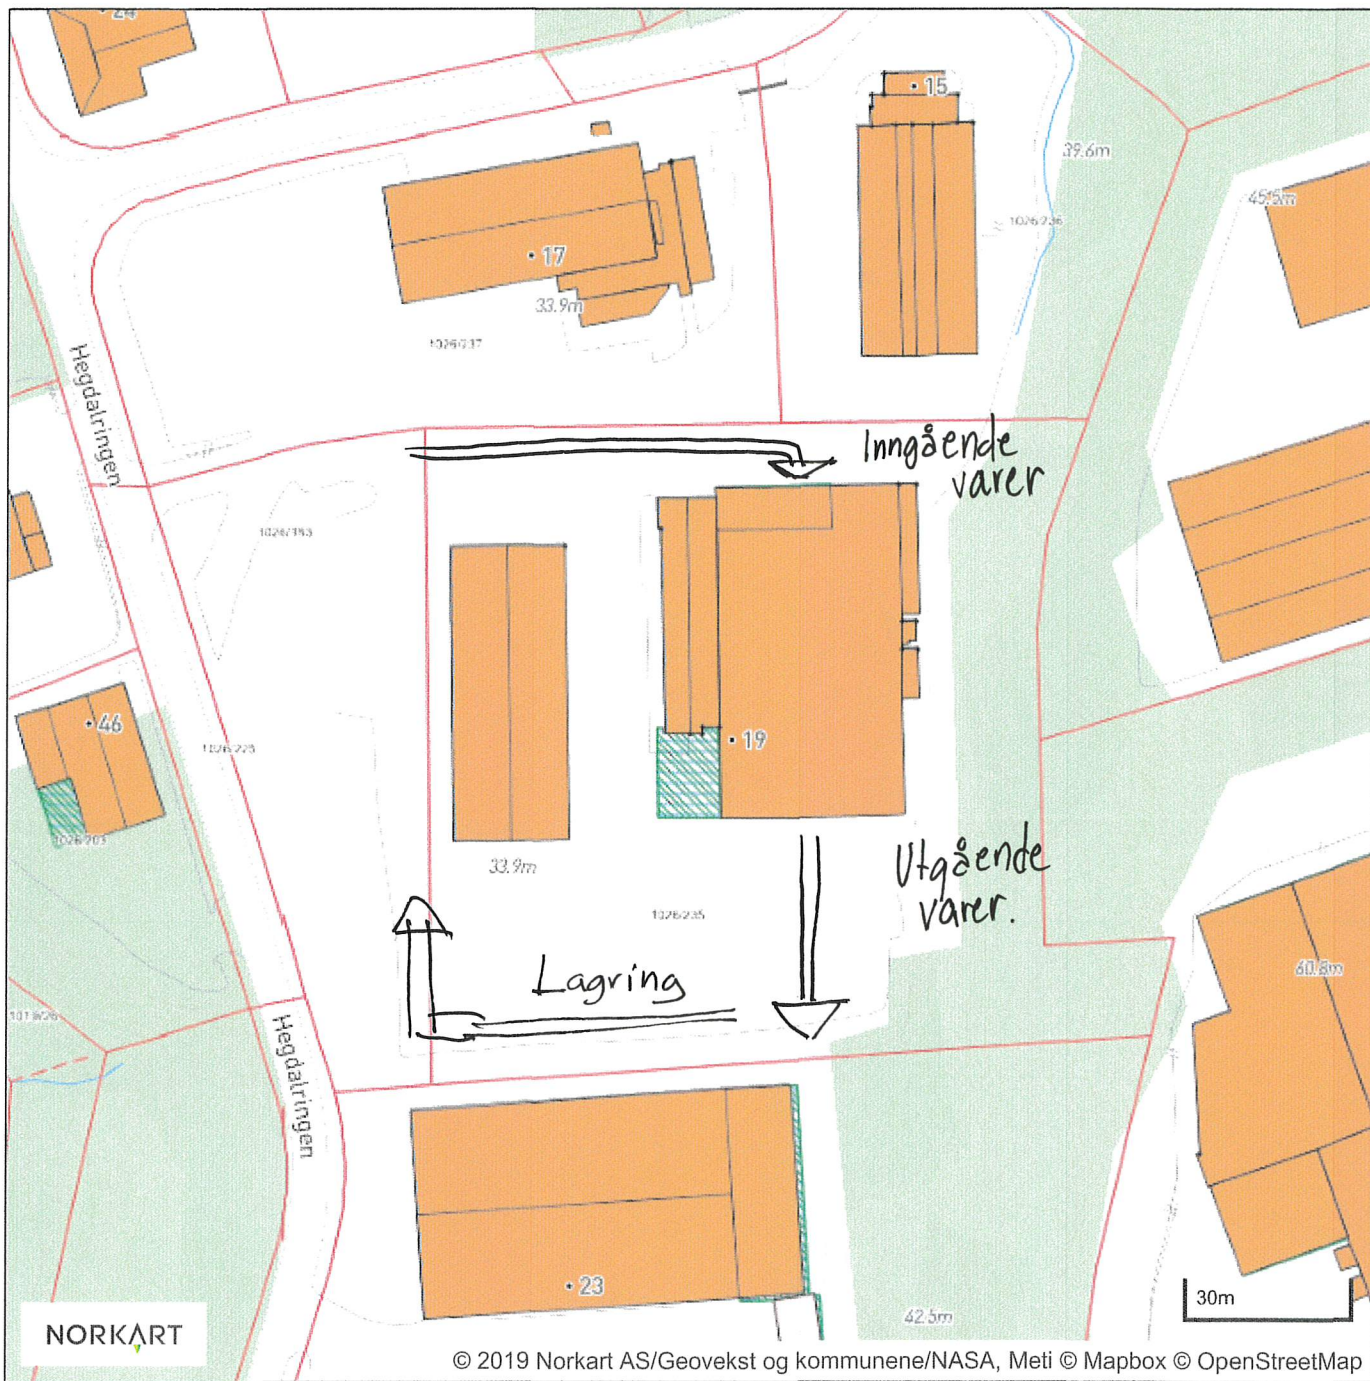 24
15
39.6m
45.5m
1026/236
17
33.9m
1026/237
Hegdalringen
Inngående
varer
1026/193
46
1026/225
1026/203
19
33.9m
Utgående
varer.
1026/235
Lagring
60.8m
Hegdalringen
23
42.5m
30m
NORKART
© 2019 Norkart AS/Geovekst og kommunene/NASA, Meti © Mapbox © OpenStreetMap